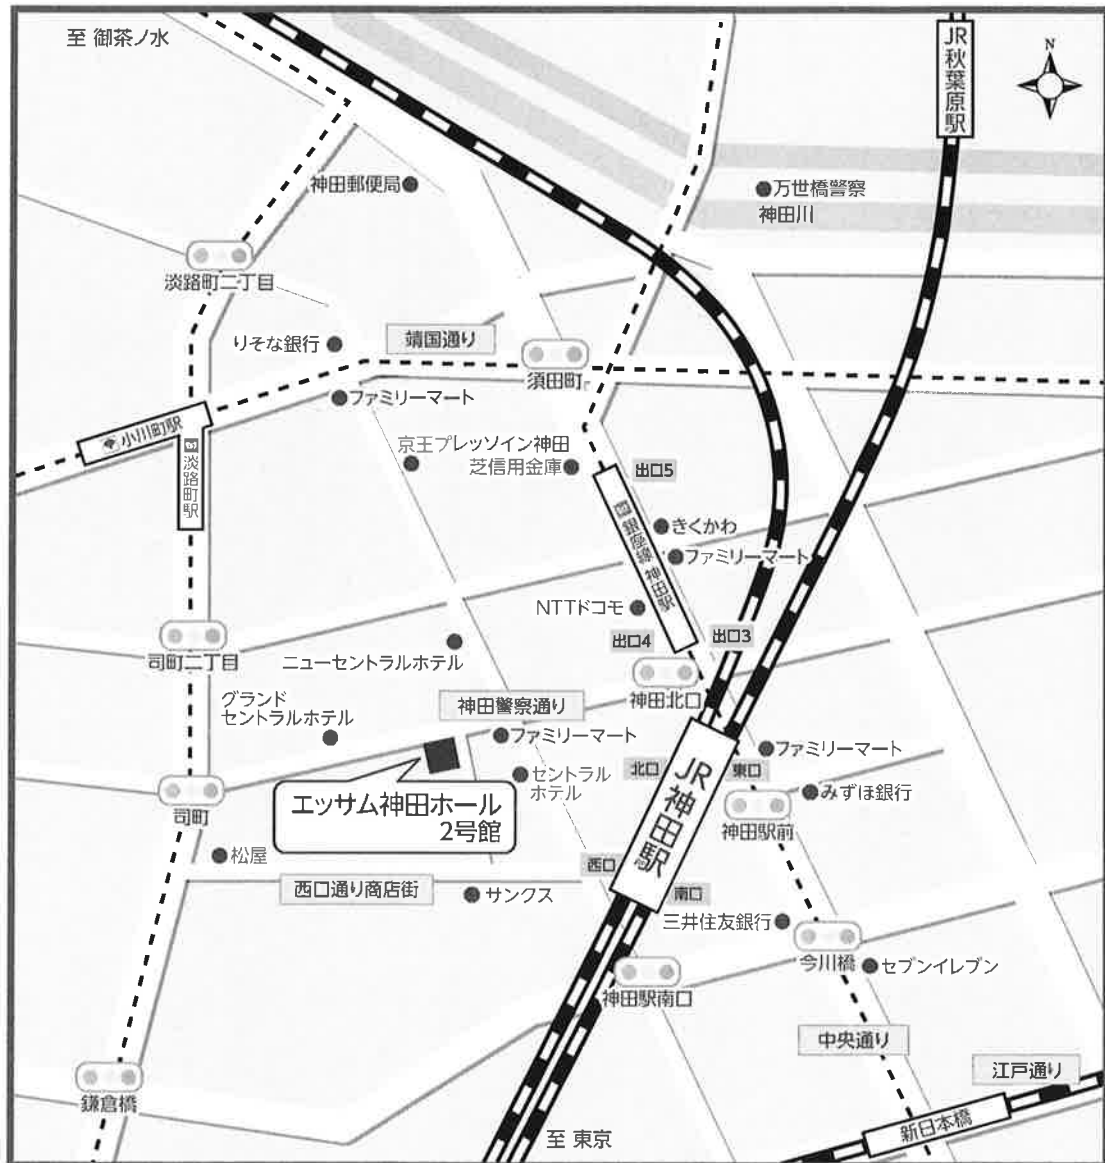 至 御茶ノ水
JR秋葉原駅
N
神田郵便局
万世橋警察
神田川
淡路町二丁目
りそな銀行
靖国通り
須田町
ファミリーマート
小川町駅
淡路町駅
京王プレッソイン神田
芝信用金庫
出口5
きくかわ
銀座線 神田駅
ファミリーマート
NTTドコモ
出口4
出口3
司町二丁目
ニューセントラルホテル
神田北口
グランド
セントラルホテル
神田警察通り
ファミリーマート
ファミリーマート
北口
JR神田駅
東口
セントラル
ホテル
みずほ銀行
エッサム神田ホール
2号館
司町
神田駅前
松屋
西口
西口通り商店街
サンクス
南口
三井住友銀行
今川橋
セブンイレブン
神田駅南口
中央通り
江戸通り
鎌倉橋
新日本橋
至 東京